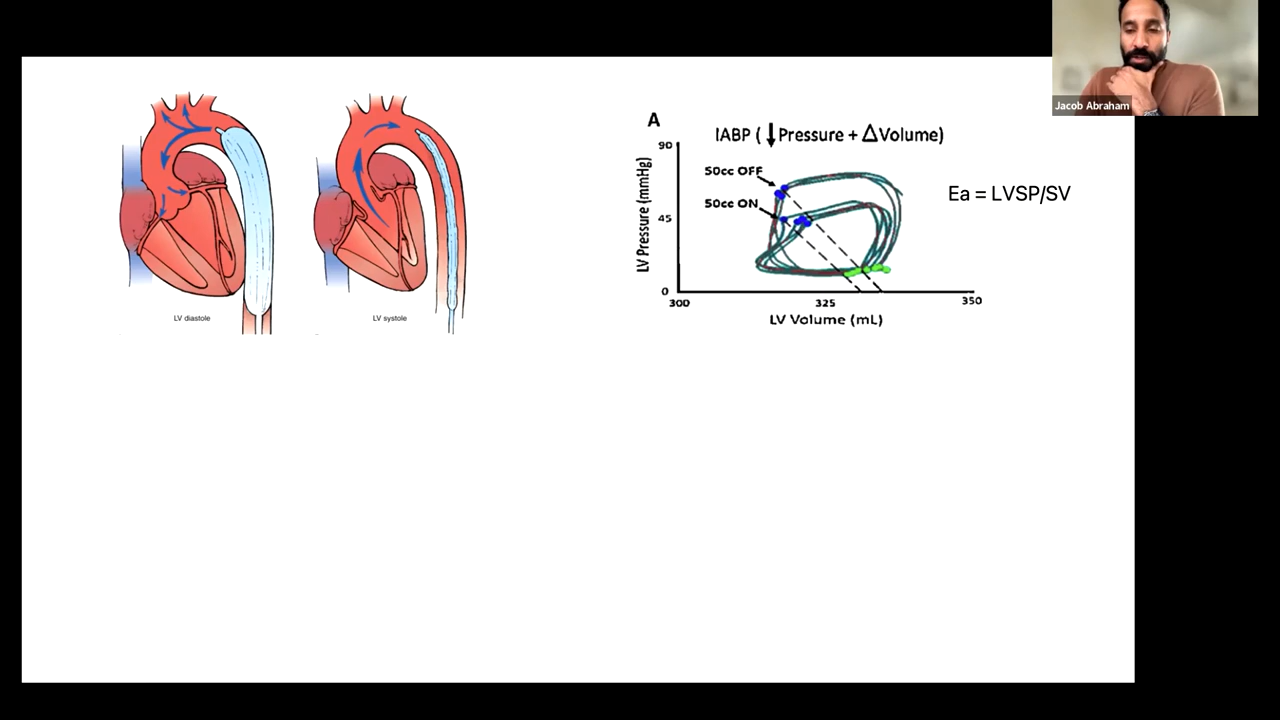 Jacob Abraham
A
IABP ( ↓Pressure + ΔVolume)
90
50cc OFF
50cc ON
45
0
LV Pressure (mmHg)
300
325
350
LV Volume (mL)
Ea = LVSP/SV
LV diastole
LV systole